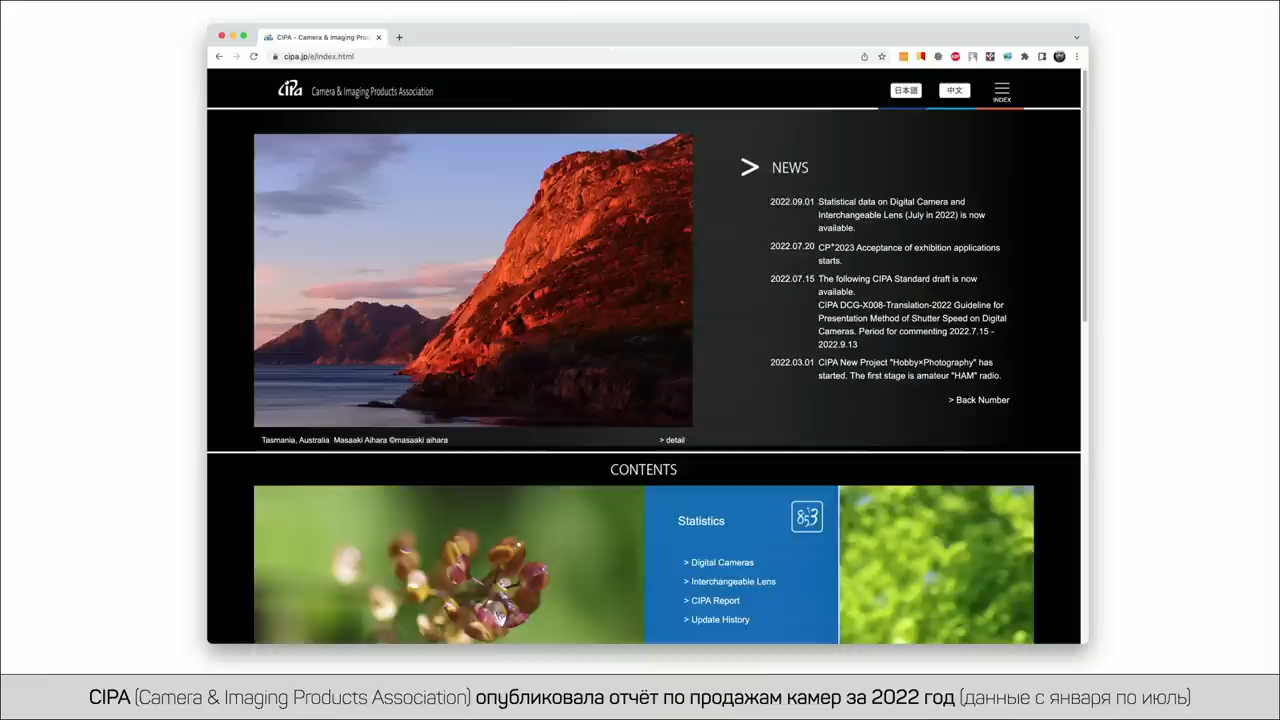 CIPA - Camera & Imaging Pro
cipa.jp/e/index.html
cipa Camera & Imaging Products Association
日本國
中文
INDEX
> NEWS
2022.09.01 Statistical data on Digital Camera and
Interchangeable Lens (July in 2022) is now
available.
2022.07.20 CP+2023 Acceptance of exhibition applications
starts.
2022.07.15 The following CIPA Standard draft is now
available.
CIPA DCG-X008-Translation-2022 Guideline for
Presentation Method of Shutter Speed on Digital
Cameras. Period for commenting 2022.7.15 -
2022.9.13
2022.03.01 CIPA New Project "Hobby×Photography" has
started. The first stage is amateur "HAM" radio.
> Back Number
Tasmania, Australia Masaaki Aihara ©masaaki aihara
> detail
CONTENTS
Statistics
> Digital Cameras
> Interchangeable Lens
> CIPA Report
> Update History
CIPA (Camera & Imaging Products Association) опубликовала отчёт по продажам камер за 2022 год (данные с января по июль)